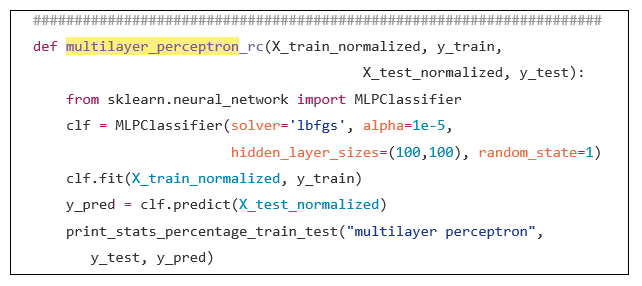 #####################################################################
def multilayer_perceptron_rc(X_train_normalized, y_train,
X_test_normalized, y_test):
from sklearn.neural_network import MLPClassifier
clf = MLPClassifier(solver='lbfgs', alpha=1e-5,
hidden_layer_sizes=(100,100), random_state=1)
clf.fit(X_train_normalized, y_train)
y_pred = clf.predict(X_test_normalized)
print_stats_percentage_train_test("multilayer perceptron",
y_test, y_pred)